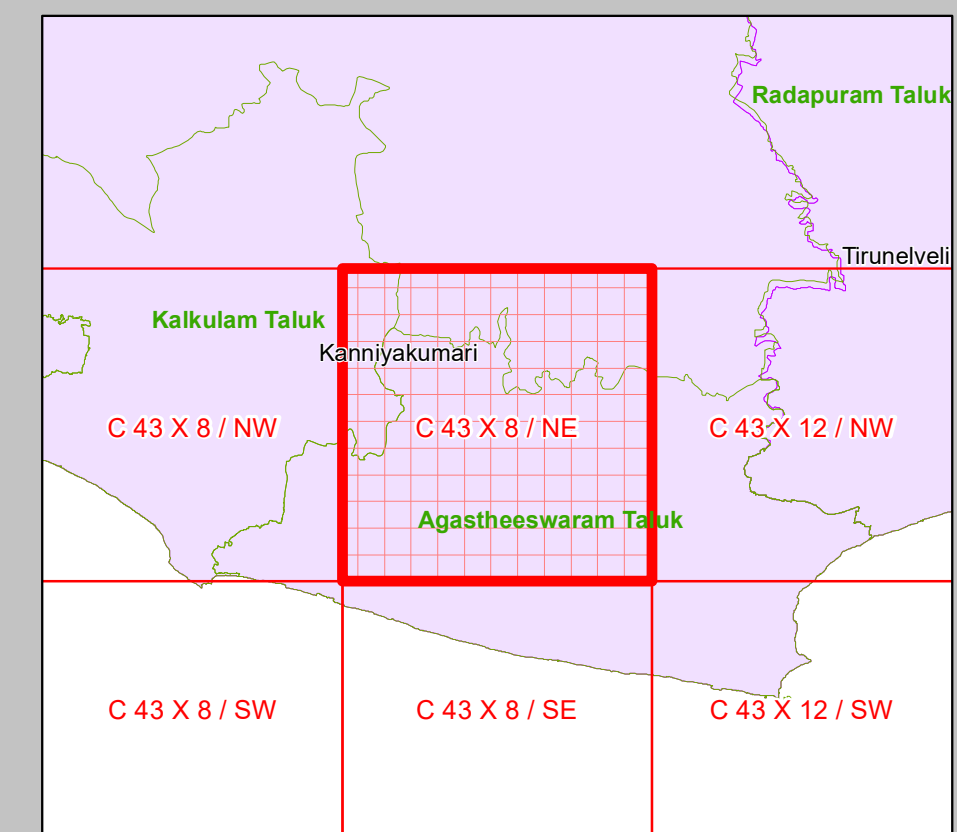 Radapuram Taluk
Tirunelveli
Kalkulam Taluk
Kanniyakumari
C 43 X 8 / NW
C 43 X 8 / NE
C 43 X 12 / NW
Agastheeswaram Taluk
C 43 X 8 / SW
C 43 X 8 / SE
C 43 X 12 / SW